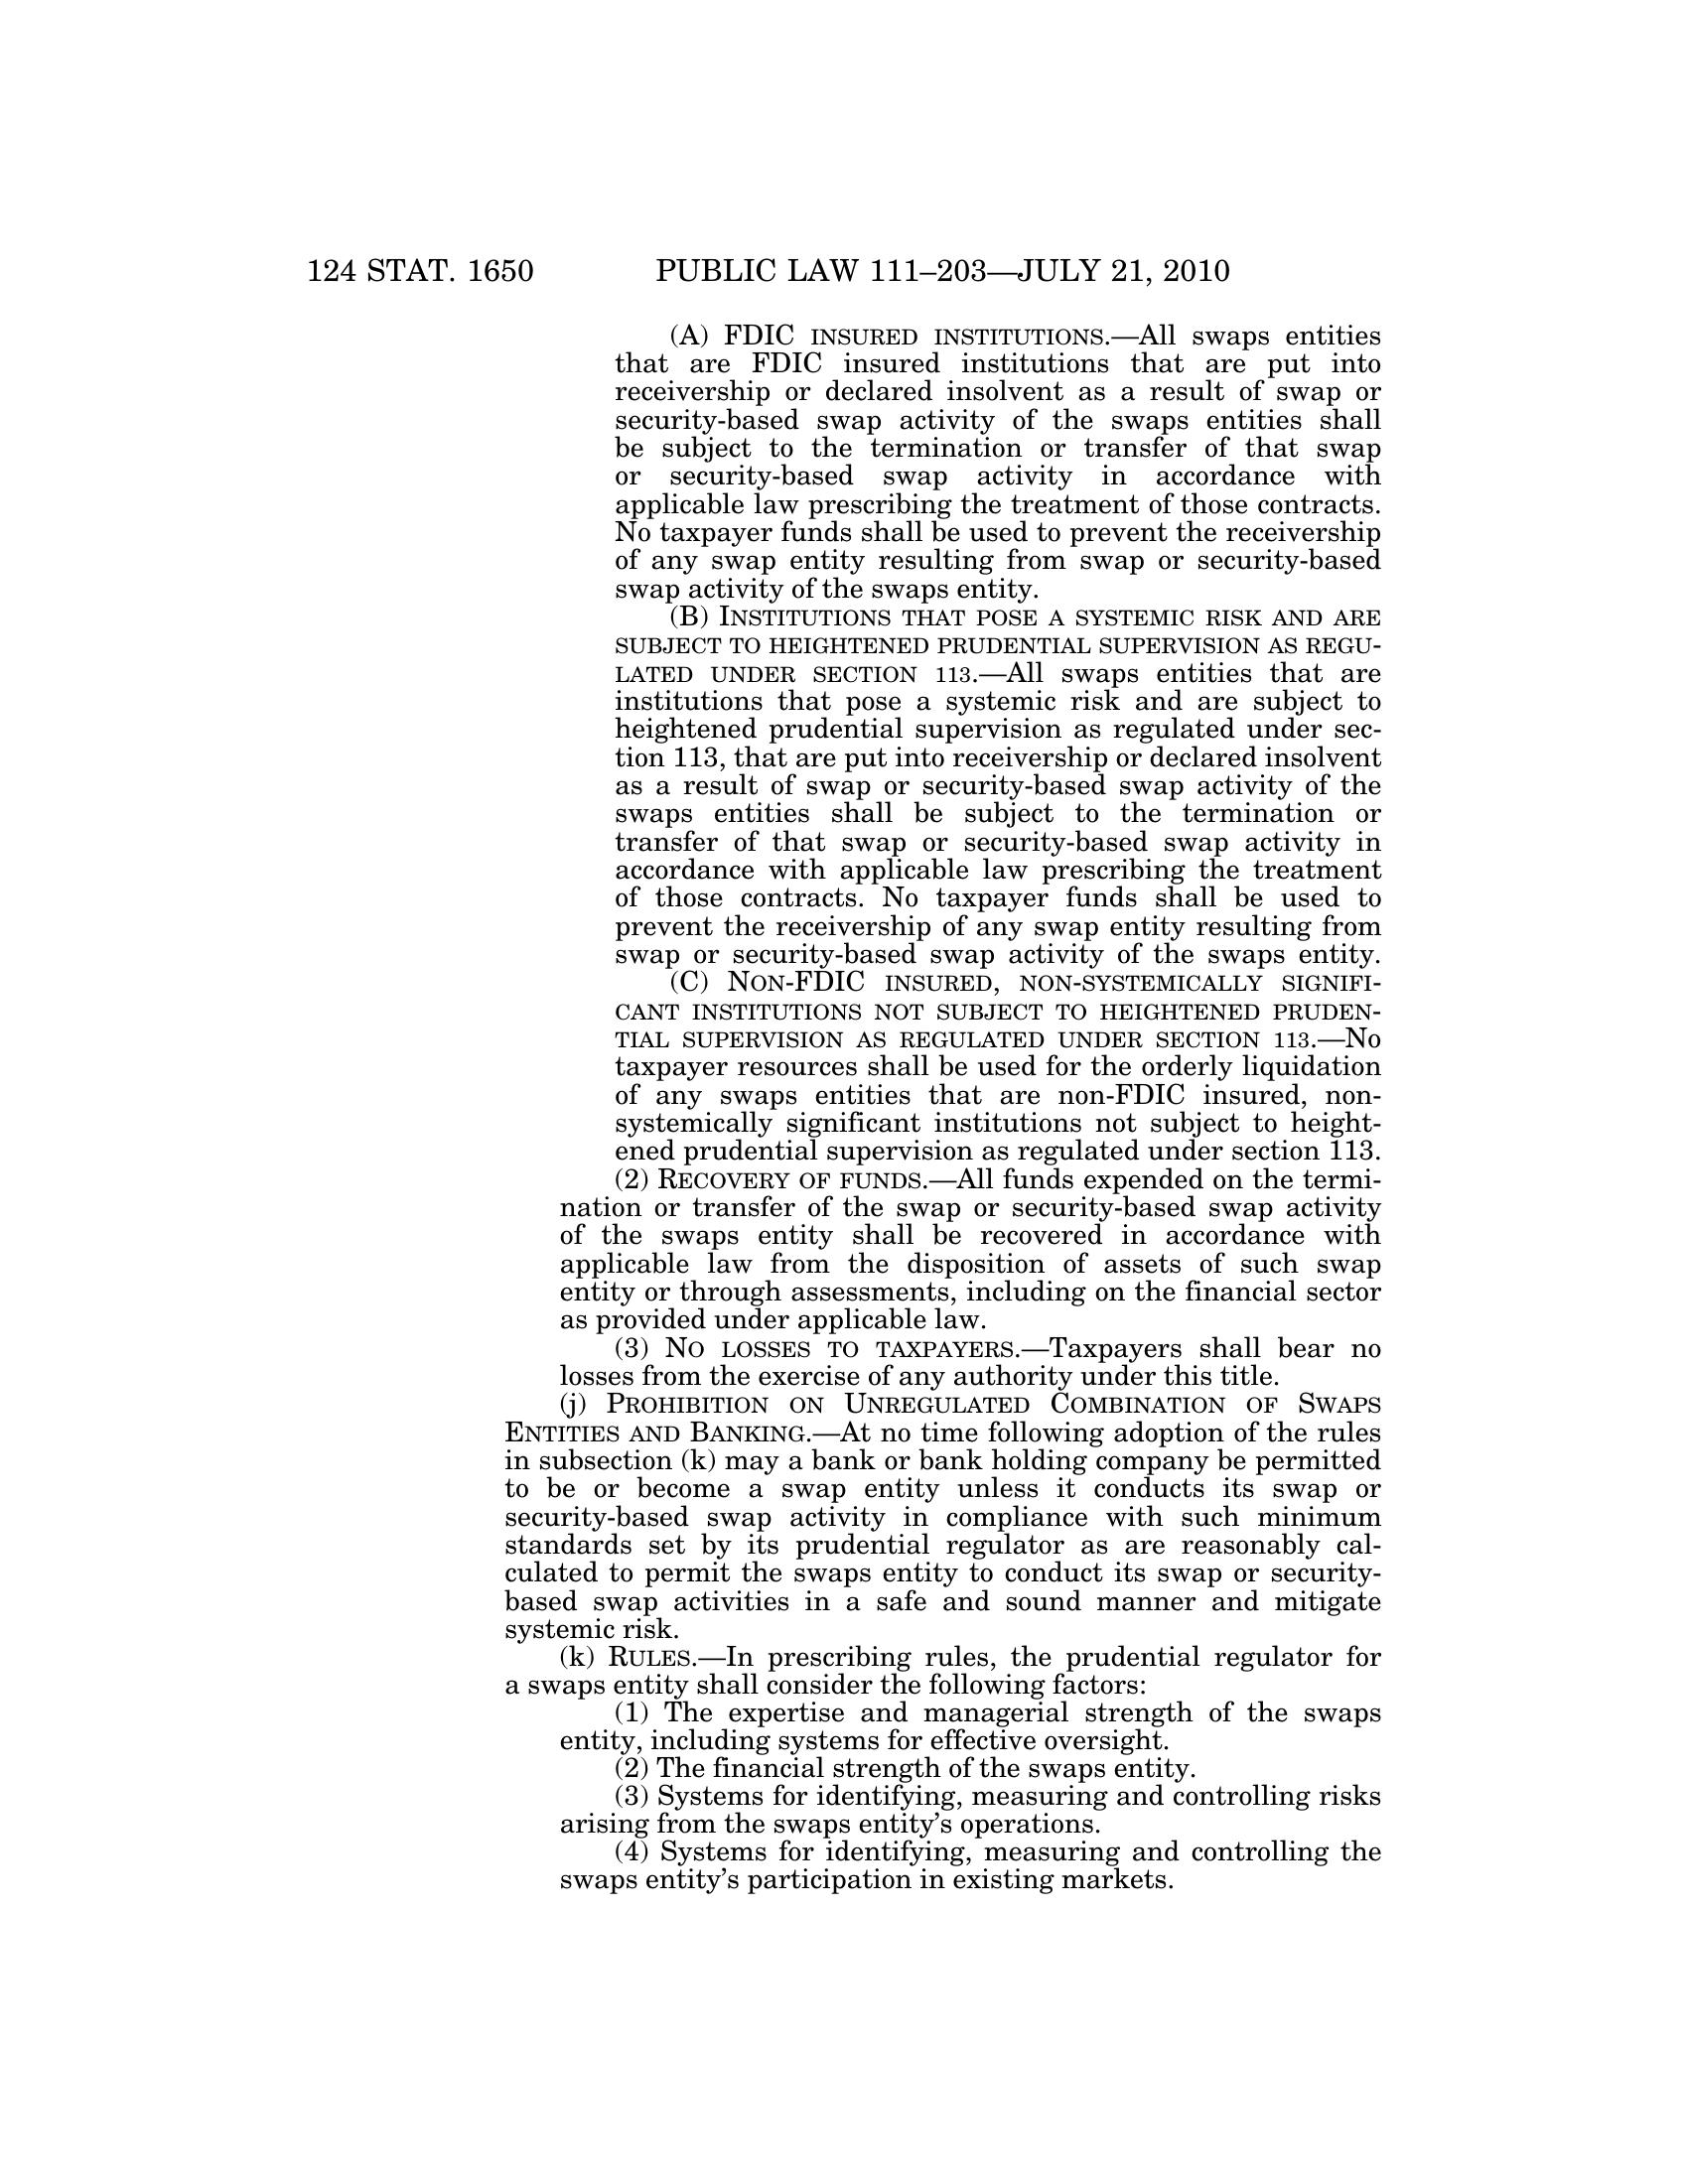 124 STAT. 1650 PUBLIC LAW 111–203—JULY 21, 2010
(A) FDIC INSURED INSTITUTIONS.—All swaps entities
that are FDIC insured institutions that are put into
receivership or declared insolvent as a result of swap or
security-based swap activity of the swaps entities shall
be subject to the termination or transfer of that swap
or security-based swap activity in accordance with
applicable law prescribing the treatment of those contracts.
No taxpayer funds shall be used to prevent the receivership
of any swap entity resulting from swap or security-based
swap activity of the swaps entity.
(B) INSTITUTIONS THAT POSE A SYSTEMIC RISK AND ARE
SUBJECT TO HEIGHTENED PRUDENTIAL SUPERVISION AS REGU-
LATED UNDER SECTION 113.—All swaps entities that are
institutions that pose a systemic risk and are subject to
heightened prudential supervision as regulated under sec-
tion 113, that are put into receivership or declared insolvent
as a result of swap or security-based swap activity of the
swaps entities shall be subject to the termination or
transfer of that swap or security-based swap activity in
accordance with applicable law prescribing the treatment
of those contracts. No taxpayer funds shall be used to
prevent the receivership of any swap entity resulting from
swap or security-based swap activity of the swaps entity.
(C) NON-FDIC INSURED, NON-SYSTEMICALLY SIGNIFI-
CANT INSTITUTIONS NOT SUBJECT TO HEIGHTENED PRUDEN-
TIAL SUPERVISION AS REGULATED UNDER SECTION 113.—No
taxpayer resources shall be used for the orderly liquidation
of any swaps entities that are non-FDIC insured, non-
systemically significant institutions not subject to height-
ened prudential supervision as regulated under section 113.
(2) RECOVERY OF FUNDS.—All funds expended on the termi-
nation or transfer of the swap or security-based swap activity
of the swaps entity shall be recovered in accordance with
applicable law from the disposition of assets of such swap
entity or through assessments, including on the financial sector
as provided under applicable law.
(3) NO LOSSES TO TAXPAYERS.—Taxpayers shall bear no
losses from the exercise of any authority under this title.
(j) PROHIBITION ON UNREGULATED COMBINATION OF SWAPS
ENTITIES AND BANKING.—At no time following adoption of the rules
in subsection (k) may a bank or bank holding company be permitted
to be or become a swap entity unless it conducts its swap or
security-based swap activity in compliance with such minimum
standards set by its prudential regulator as are reasonably cal-
culated to permit the swaps entity to conduct its swap or security-
based swap activities in a safe and sound manner and mitigate
systemic risk.
(k) RULES.—In prescribing rules, the prudential regulator for
a swaps entity shall consider the following factors:
(1) The expertise and managerial strength of the swaps
entity, including systems for effective oversight.
(2) The financial strength of the swaps entity.
(3) Systems for identifying, measuring and controlling risks
arising from the swaps entity's operations.
(4) Systems for identifying, measuring and controlling the
swaps entity's participation in existing markets.